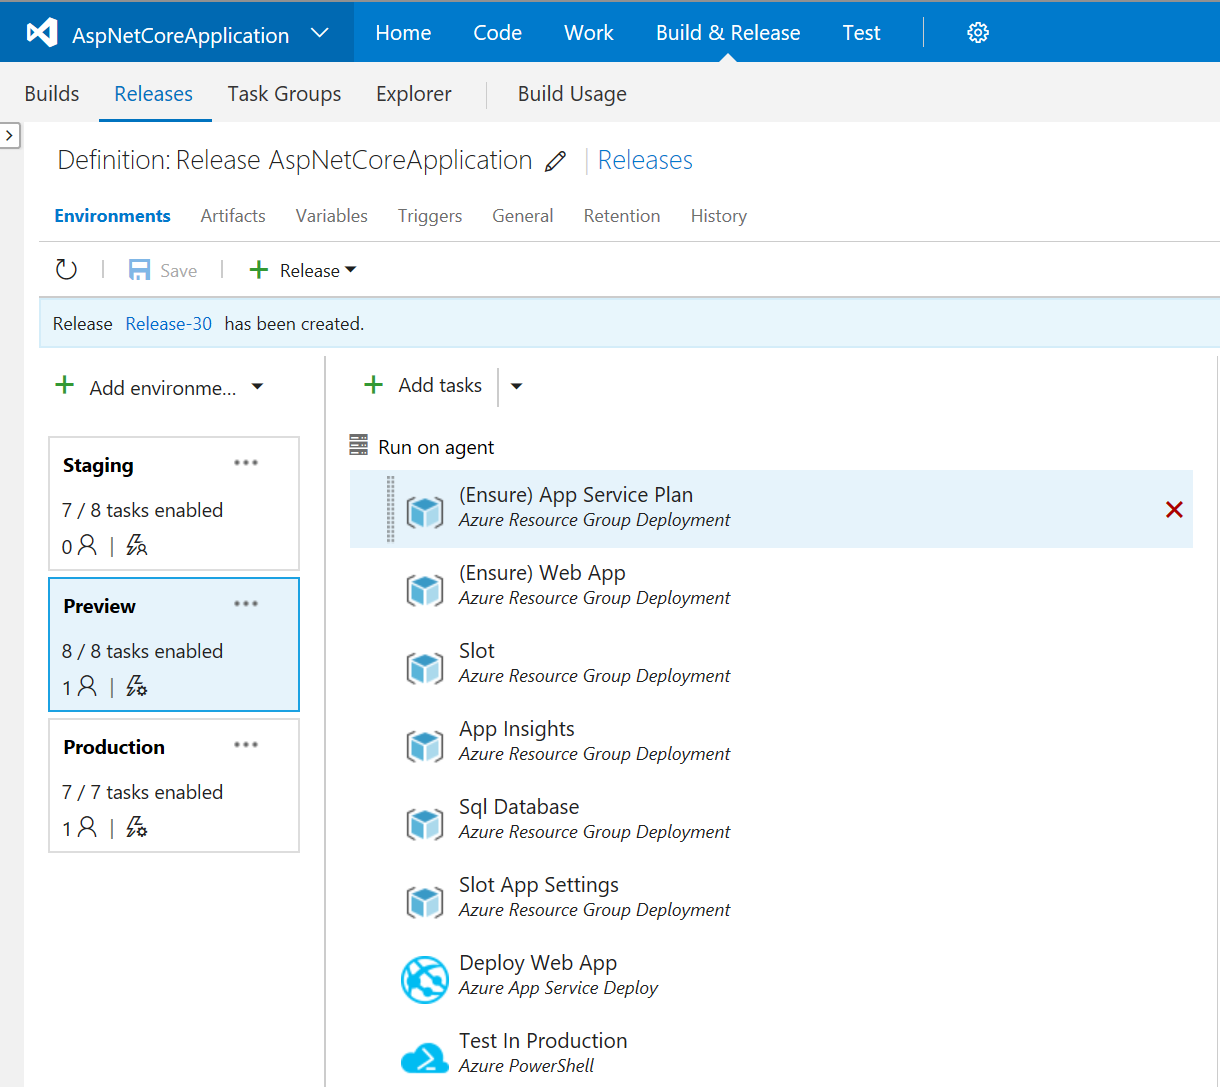 AspNetCoreApplication Home Code Work Build & Release Test
Builds Releases Task Groups Explorer Build Usage
Definition: Release AspNetCoreApplication Releases
Environments Artifacts Variables Triggers General Retention History
Save Release
Release Release-30 has been created.
Add environme...
Staging
7 / 8 tasks enabled
0
Preview
8 / 8 tasks enabled
1
Production
7 / 7 tasks enabled
1
Add tasks
Run on agent
(Ensure) App Service Plan
Azure Resource Group Deployment
(Ensure) Web App
Azure Resource Group Deployment
Slot
Azure Resource Group Deployment
App Insights
Azure Resource Group Deployment
Sql Database
Azure Resource Group Deployment
Slot App Settings
Azure Resource Group Deployment
Deploy Web App
Azure App Service Deploy
Test In Production
Azure PowerShell